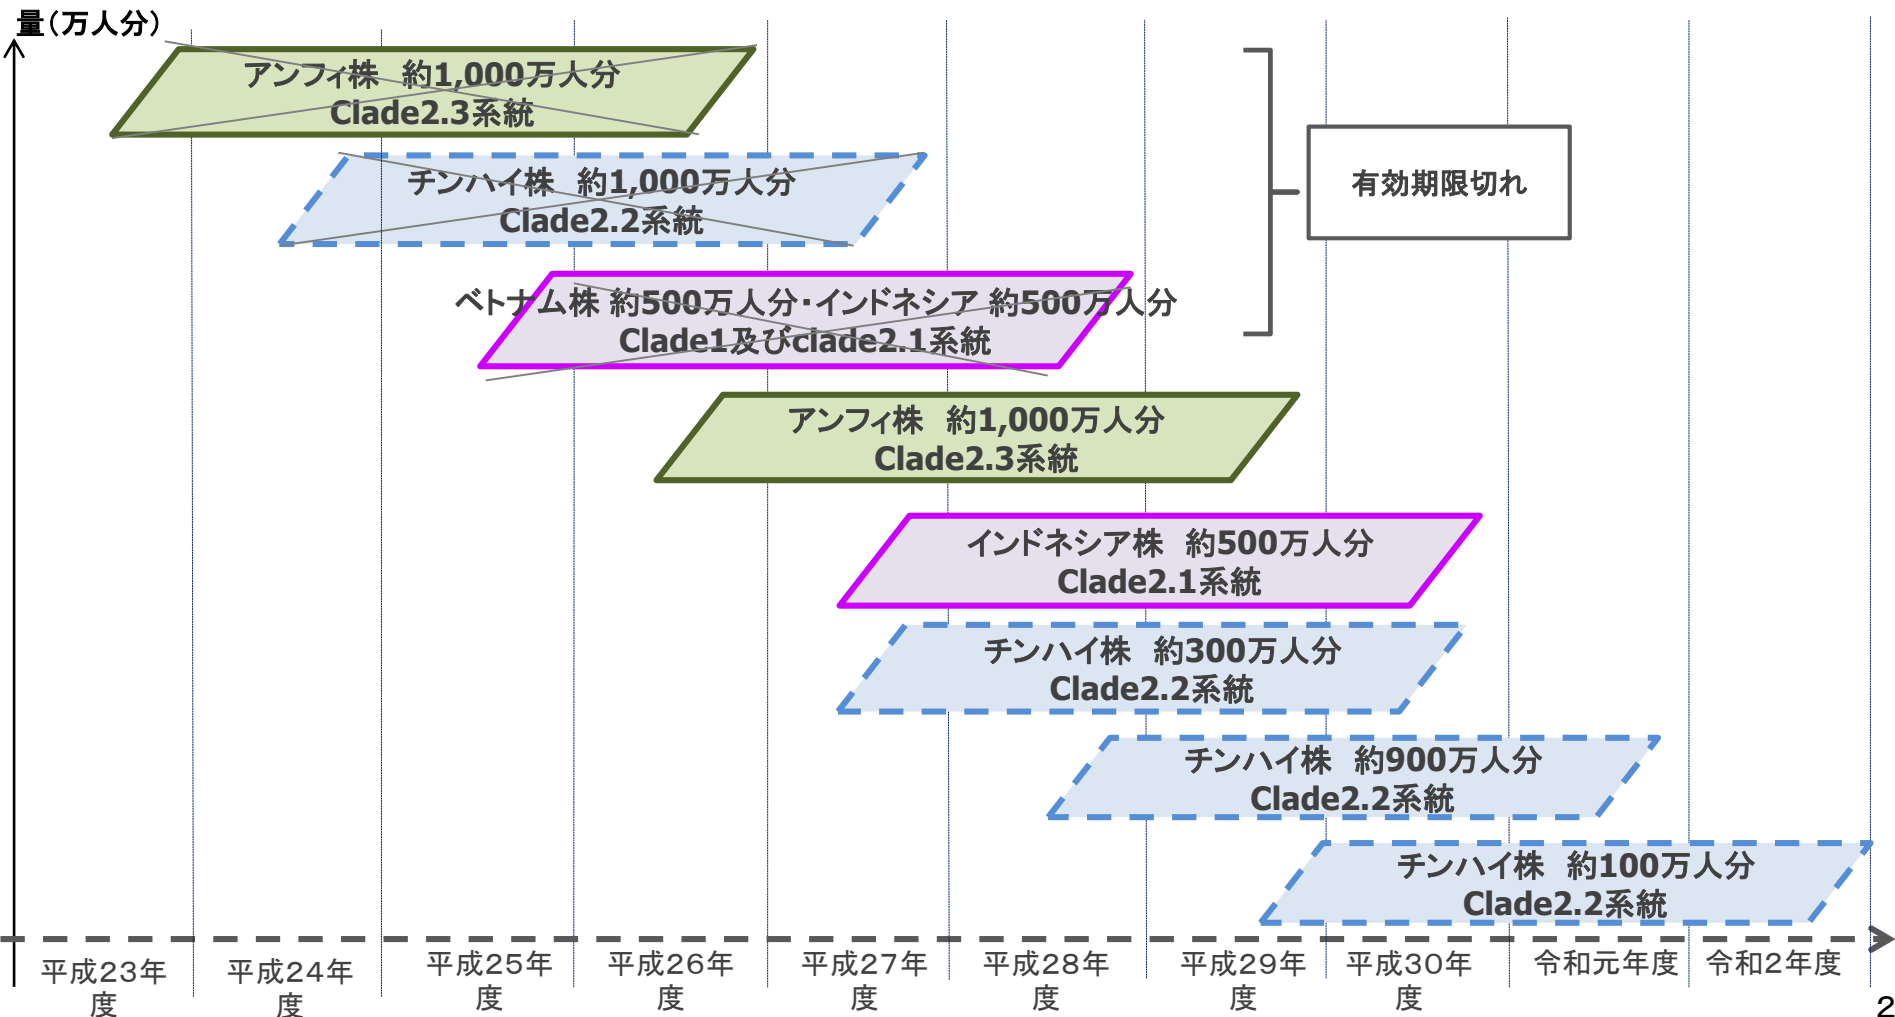 量(万人分)
アンフィ株 約1,000万人分
Clade2.3系統
チンハイ株 約1,000万人分
Clade2.2系統
有効期限切れ
ベトナム株 約500万人分・インドネシア 約500万人分
Clade1及びclade2.1系統
アンフィ株 約1,000万人分
Clade2.3系統
インドネシア株 約500万人分
Clade2.1系統
チンハイ株 約300万人分
Clade2.2系統
チンハイ株 約900万人分
Clade2.2系統
チンハイ株 約100万人分
Clade2.2系統
平成23年
度
平成24年
度
平成25年
度
平成26年
度
平成27年
度
平成28年
度
平成29年
度
平成30年
度
令和元年度
令和2年度
2